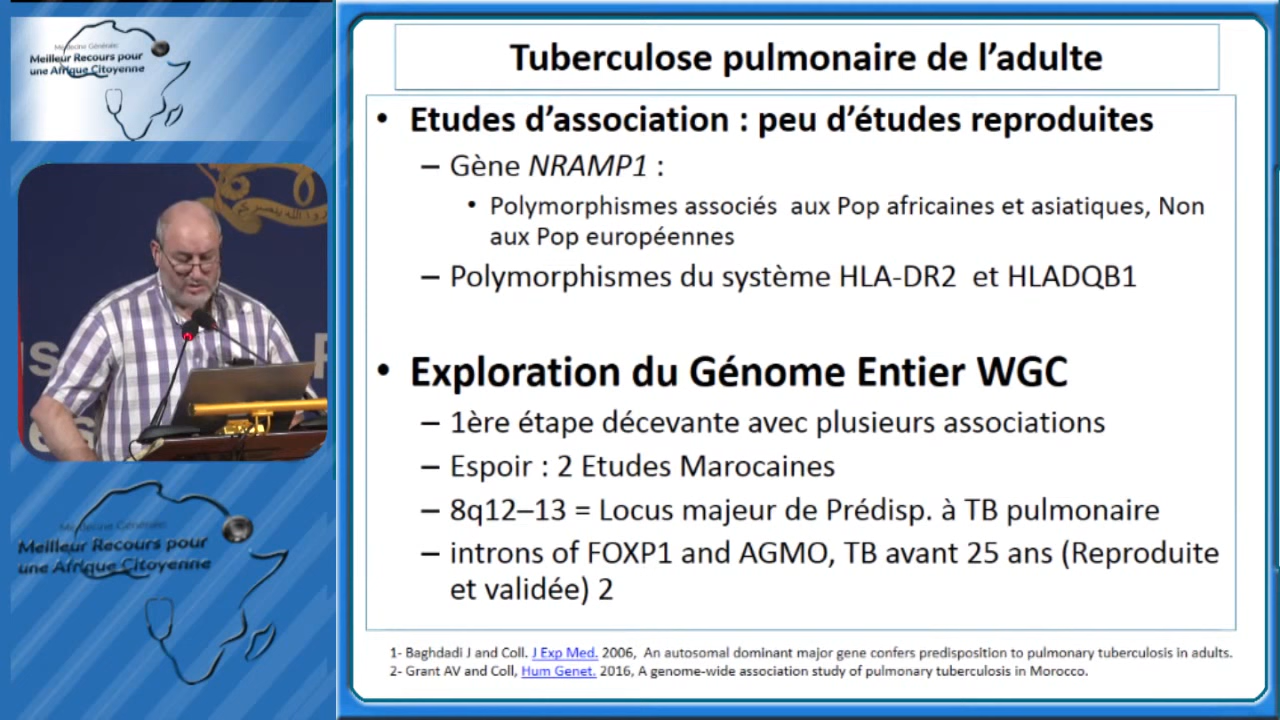 Médecine Générale:
Meilleur Recours pour
une Afrique Citoyenne
Médecine Générale:
Meilleur Recours pour
une Afrique Citoyenne
Tuberculose pulmonaire de l’adulte
• Etudes d’association : peu d’études reproduites
– Gène NRAMP1 :
• Polymorphismes associés aux Pop africaines et asiatiques, Non
aux Pop européennes
– Polymorphismes du système HLA-DR2 et HLADQB1
• Exploration du Génome Entier WGC
– 1ère étape décevante avec plusieurs associations
– Espoir : 2 Etudes Marocaines
– 8q12–13 = Locus majeur de Prédisp. à TB pulmonaire
– introns of FOXP1 and AGMO, TB avant 25 ans (Reproduite
et validée) 2
1- Baghdadi J and Coll. J Exp Med. 2006, An autosomal dominant major gene confers predisposition to pulmonary tuberculosis in adults.
2- Grant AV and Coll, Hum Genet. 2016, A genome-wide association study of pulmonary tuberculosis in Morocco.